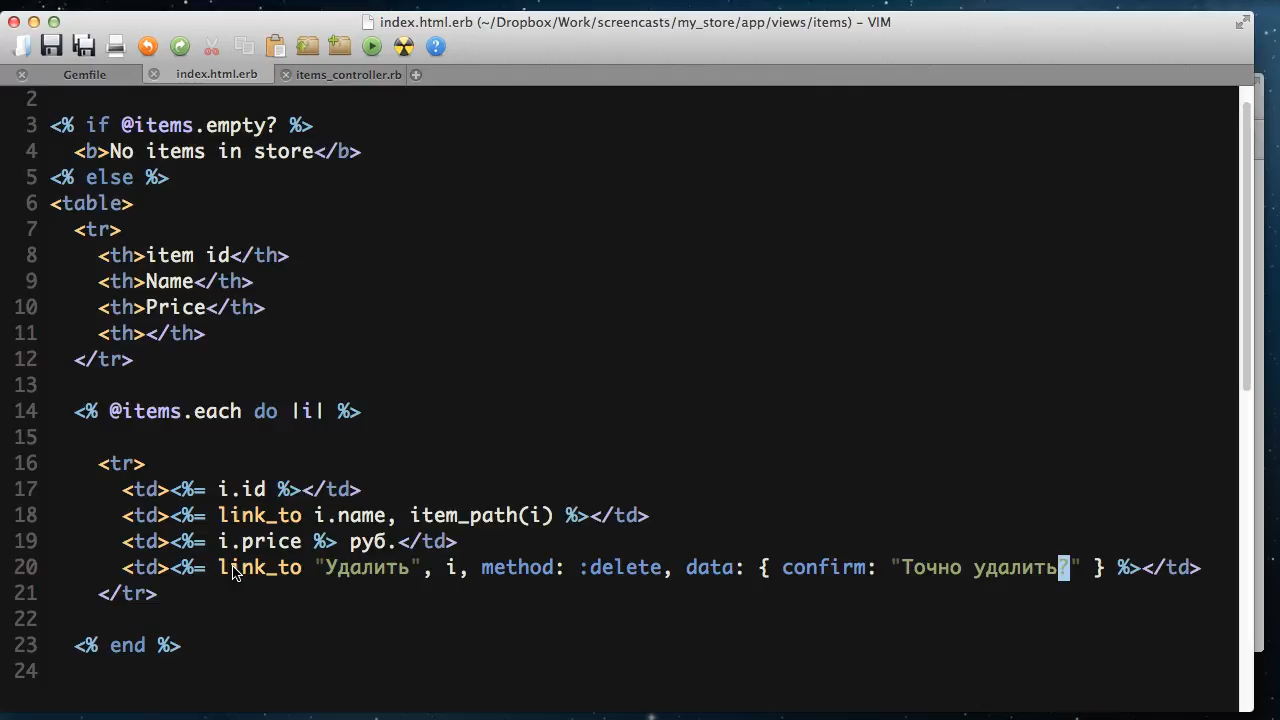 index.html.erb (~/Dropbox/Work/screencasts/my_store/app/views/items) – VIM
Gemfile index.html.erb items_controller.rb
2
3 <% if @items.empty? %>
4   <b>No items in store</b>
5 <% else %>
6 <table>
7   <tr>
8     <th>item id</th>
9     <th>Name</th>
10     <th>Price</th>
11     <th></th>
12   </tr>
13
14   <% @items.each do |i| %>
15
16     <tr>
17       <td><%= i.id %></td>
18       <td><%= link_to i.name, item_path(i) %></td>
19       <td><%= i.price %> руб.</td>
20       <td><%= link_to "Удалить", i, method: :delete, data: { confirm: "Точно удалить?" } %></td>
21     </tr>
22
23   <% end %>
24